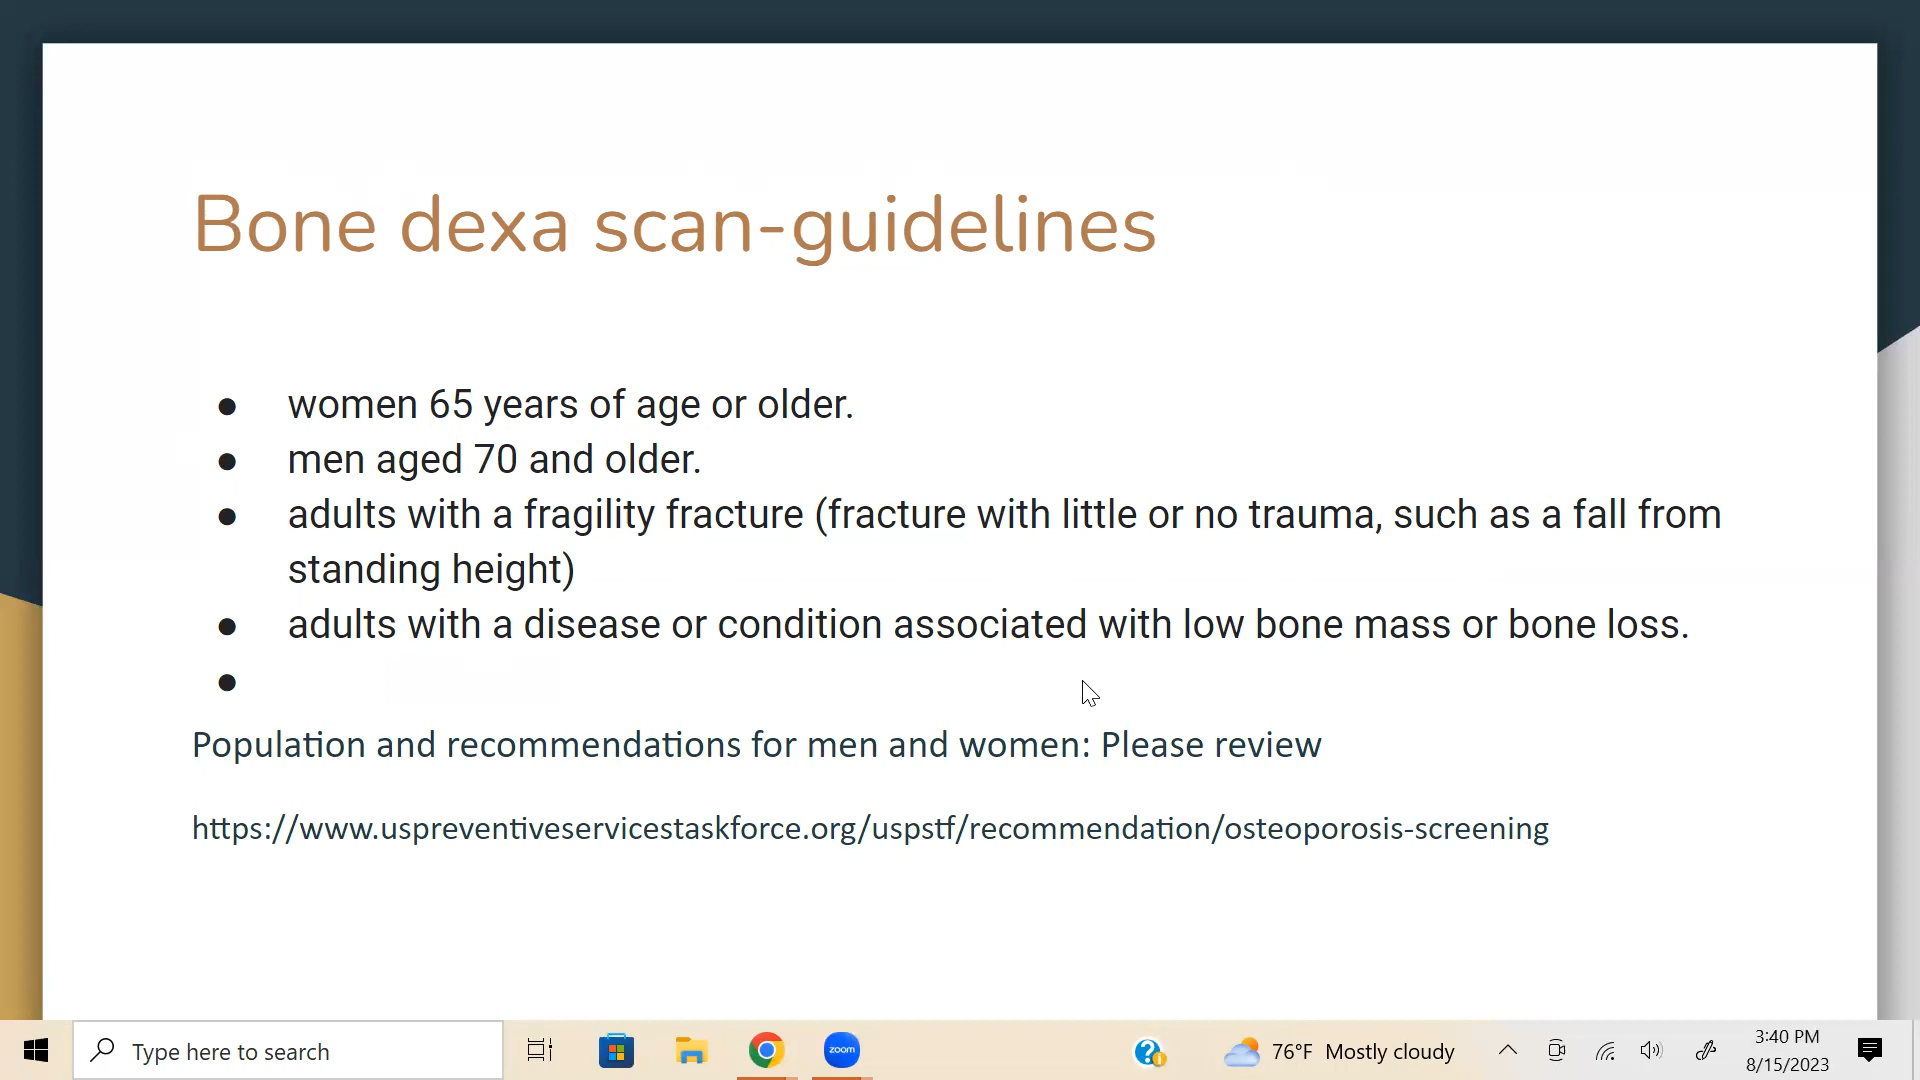 Bone dexa scan-guidelines
● women 65 years of age or older.
● men aged 70 and older.
● adults with a fragility fracture (fracture with little or no trauma, such as a fall from
standing height)
● adults with a disease or condition associated with low bone mass or bone loss.
●
Population and recommendations for men and women: Please review
https://www.uspreventiveservicestaskforce.org/uspstf/recommendation/osteoporosis-screening
Type here to search
zoom
76°F Mostly cloudy
3:40 PM
8/15/2023